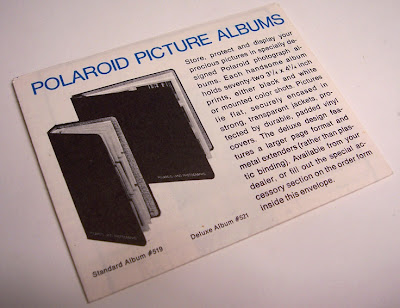 POLAROID PICTURE ALBUMS
Store, protect and display your
precious pictures in specially de-
signed Polaroid photograph al-
bums. Each handsome album
holds seventy-two 3¼ x 4¼ inch
prints, either black and white
or mounted color shots. Pictures
lie flat, securely encased in
strong, transparent jackets, pro-
tected by durable, padded vinyl
covers. The deluxe design fea-
tures a larger page format and
metal extenders (rather than plas-
tic binding). Available from your
dealer, or fill out the special ac-
cessory section on the order form
inside this envelope.
Standard Album #519
Deluxe Album #521